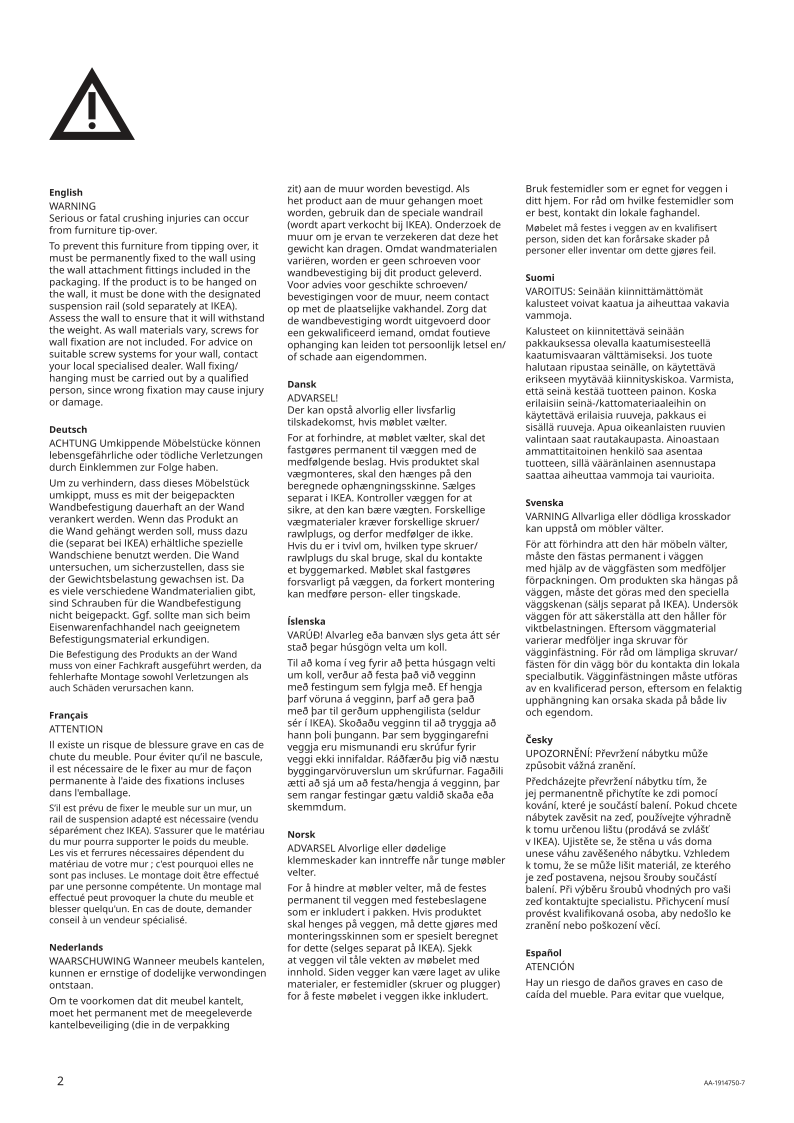 English
WARNING
Serious or fatal crushing injuries can occur
from furniture tip-over.
To prevent this furniture from tipping over, it
must be permanently fixed to the wall using
the wall attachment fittings included in the
packaging. If the product is to be hanged on
the wall, it must be done with the designated
suspension rail (sold separately at IKEA).
Assess the wall to ensure that it will withstand
the weight. As wall materials vary, screws for
wall fixation are not included. For advice on
suitable screw systems for your wall, contact
your local specialised dealer. Wall fixing/
hanging must be carried out by a qualified
person, since wrong fixation may cause injury
or damage.
Deutsch
ACHTUNG Umkippende Möbelstücke können
lebensgefährliche oder tödliche Verletzungen
durch Einklemmen zur Folge haben.
Um zu verhindern, dass dieses Möbelstück
umkippt, muss es mit der beigepackten
Wandbefestigung dauerhaft an der Wand
verankert werden. Wenn das Produkt an
die Wand gehängt werden soll, muss dazu
die (separat bei IKEA) erhältliche spezielle
Wandschiene benutzt werden. Die Wand
untersuchen, um sicherzustellen, dass sie
der Gewichtsbelastung gewachsen ist. Da
es viele verschiedene Wandmaterialien gibt,
sind Schrauben für die Wandbefestigung
nicht beigepackt. Ggf. sollte man sich beim
Eisenwarenfachhandel nach geeignetem
Befestigungsmaterial erkundigen.
Die Befestigung des Produkts an der Wand
muss von einer Fachkraft ausgeführt werden, da
fehlerhafte Montage sowohl Verletzungen als
auch Schäden verursachen kann.
Français
ATTENTION
Il existe un risque de blessure grave en cas de
chute du meuble. Pour éviter qu’il ne bascule,
il est nécessaire de le fixer au mur de façon
permanente à l'aide des fixations incluses
dans l'emballage.
S’il est prévu de fixer le meuble sur un mur, un
rail de suspension adapté est nécessaire (vendu
séparément chez IKEA). S’assurer que le matériau
du mur pourra supporter le poids du meuble.
Les vis et ferrures nécessaires dépendent du
matériau de votre mur ; c'est pourquoi elles ne
sont pas incluses. Le montage doit être effectué
par une personne compétente. Un montage mal
effectué peut provoquer la chute du meuble et
blesser quelqu'un. En cas de doute, demander
conseil à un vendeur spécialisé.
Nederlands
WAARSCHUWING Wanneer meubels kantelen,
kunnen er ernstige of dodelijke verwondingen
ontstaan.
Om te voorkomen dat dit meubel kantelt,
moet het permanent met de meegeleverde
kantelbeveiliging (die in de verpakking
zit) aan de muur worden bevestigd. Als
het product aan de muur gehangen moet
worden, gebruik dan de speciale wandrail
(wordt apart verkocht bij IKEA). Onderzoek de
muur om je ervan te verzekeren dat deze het
gewicht kan dragen. Omdat wandmaterialen
variëren, worden er geen schroeven voor
wandbevestiging bij dit product geleverd.
Voor advies voor geschikte schroeven/
bevestigingen voor de muur, neem contact
op met de plaatselijke vakhandel. Zorg dat
de wandbevestiging wordt uitgevoerd door
een gekwalificeerd iemand, omdat foutieve
ophanging kan leiden tot persoonlijk letsel en/
of schade aan eigendommen.
Dansk
ADVARSEL!
Der kan opstå alvorlig eller livsfarlig
tilskadekomst, hvis møblet vælter.
For at forhindre, at møblet vælter, skal det
fastgøres permanent til væggen med de
medfølgende beslag. Hvis produktet skal
vægmonteres, skal den hænges på den
beregnede ophængningsskinne. Sælges
separat i IKEA. Kontroller væggen for at
sikre, at den kan bære vægten. Forskellige
vægmaterialer kræver forskellige skruer/
rawlplugs, og derfor medfølger de ikke.
Hvis du er i tvivl om, hvilken type skruer/
rawlplugs du skal bruge, skal du kontakte
et byggemarked. Møblet skal fastgøres
forsvarligt på væggen, da forkert montering
kan medføre person- eller tingskade.
Íslenska
VARÚÐ! Alvarleg eða banvæn slys geta átt sér
stað þegar húsgögn velta um koll.
Til að koma í veg fyrir að þetta húsgagn velti
um koll, verður að festa það við vegginn
með festingum sem fylgja með. Ef hengja
þarf vöruna á vegginn, þarf að gera það
með þar til gerðum upphengilista (seldur
sér í IKEA). Skoðaðu vegginn til að tryggja að
hann þoli þungann. Þar sem byggingarefni
veggja eru mismunandi eru skrúfur fyrir
veggi ekki innifaldar. Ráðfærðu þig við næstu
byggingarvöruverslun um skrúfurnar. Fagaðili
ætti að sjá um að festa/hengja á vegginn, þar
sem rangar festingar gætu valdið skaða eða
skemmdum.
Norsk
ADVARSEL Alvorlige eller dødelige
klemmeskader kan inntreffe når tunge møbler
velter.
For å hindre at møbler velter, må de festes
permanent til veggen med festebeslagene
som er inkludert i pakken. Hvis produktet
skal henges på veggen, må dette gjøres med
monteringsskinnen som er spesielt beregnet
for dette (selges separat på IKEA). Sjekk
at veggen vil tåle vekten av møbelet med
innhold. Siden vegger kan være laget av ulike
materialer, er festemidler (skruer og plugger)
for å feste møbelet i veggen ikke inkludert.
Bruk festemidler som er egnet for veggen i
ditt hjem. For råd om hvilke festemidler som
er best, kontakt din lokale faghandel.
Møbelet må festes i veggen av en kvalifisert
person, siden det kan forårsake skader på
personer eller inventar om dette gjøres feil.
Suomi
VAROITUS: Seinään kiinnittämättömät
kalusteet voivat kaatua ja aiheuttaa vakavia
vammoja.
Kalusteet on kiinnitettävä seinään
pakkauksessa olevalla kaatumisesteellä
kaatumisvaaran välttämiseksi. Jos tuote
halutaan ripustaa seinälle, on käytettävä
erikseen myytävää kiinnityskiskoa. Varmista,
että seinä kestää tuotteen painon. Koska
erilaisiin seinä-/kattomateriaaleihin on
käytettävä erilaisia ruuveja, pakkaus ei
sisällä ruuveja. Apua oikeanlaisten ruuvien
valintaan saat rautakaupasta. Ainoastaan
ammattitaitoinen henkilö saa asentaa
tuotteen, sillä vääränlainen asennustapa
saattaa aiheuttaa vammoja tai vaurioita.
Svenska
VARNING Allvarliga eller dödliga krosskador
kan uppstå om möbler välter.
För att förhindra att den här möbeln välter,
måste den fästas permanent i väggen
med hjälp av de väggfästen som medföljer
förpackningen. Om produkten ska hängas på
väggen, måste det göras med den speciella
väggskenan (säljs separat på IKEA). Undersök
väggen för att säkerställa att den håller för
viktbelastningen. Eftersom väggmaterial
varierar medföljer inga skruvar för
vägginfästning. För råd om lämpliga skruvar/
fästen för din vägg bör du kontakta din lokala
specialbutik. Vägginfästningen måste utföras
av en kvalificerad person, eftersom en felaktig
upphängning kan orsaka skada på både liv
och egendom.
Česky
UPOZORNĚNÍ: Převržení nábytku může
způsobit vážná zranění.
Předcházejte převržení nábytku tím, že
jej permanentně přichytíte ke zdi pomocí
kování, které je součástí balení. Pokud chcete
nábytek zavěsit na zeď, používejte výhradně
k tomu určenou lištu (prodává se zvlášť
v IKEA). Ujistěte se, že stěna u vás doma
unese váhu zavěšeného nábytku. Vzhledem
k tomu, že se může lišit materiál, ze kterého
je zeď postavena, nejsou šrouby součástí
balení. Při výběru šroubů vhodných pro vaši
zeď kontaktujte specialistu. Přichycení musí
provést kvalifikovaná osoba, aby nedošlo ke
zranění nebo poškození věcí.
Español
ATENCIÓN
Hay un riesgo de daños graves en caso de
caída del mueble. Para evitar que vuelque,
2
AA-1914750-7